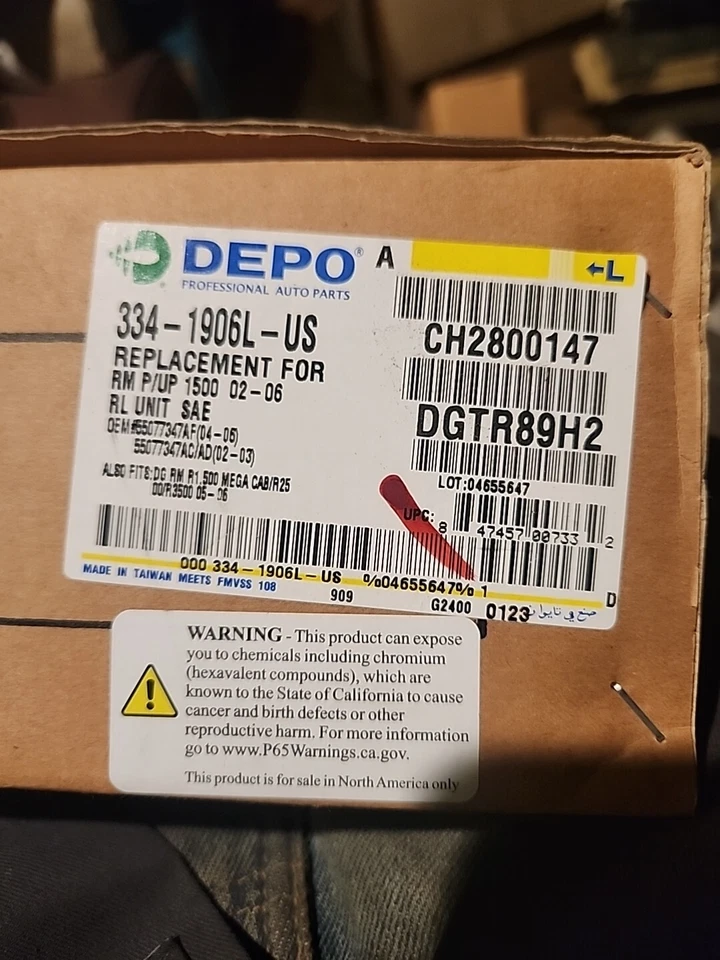 DEPO® A
PROFESSIONAL AUTO PARTS
←L
334-1906L-US
REPLACEMENT FOR
RM P/UP 1500 02-06
RL UNIT SAE
OEM#55077347AF(04-06)
55077347AC/AD(02-03)
ALSO FITS:DG RM R1,500 MEGA CAB/R25
00/R3500 05-06
CH2800147
DGTR89H2
LOT:04655647
UPC: 8 47457 00733 2
000 334-1906L-US %04655647% 1
MADE IN TAIWAN MEETS FMVSS 108
909
G2400 0123 صنع في تايوان D
WARNING - This product can expose
you to chemicals including chromium
(hexavalent compounds), which are
known to the State of California to cause
cancer and birth defects or other
reproductive harm. For more information
go to www.P65Warnings.ca.gov.
This product is for sale in North America only